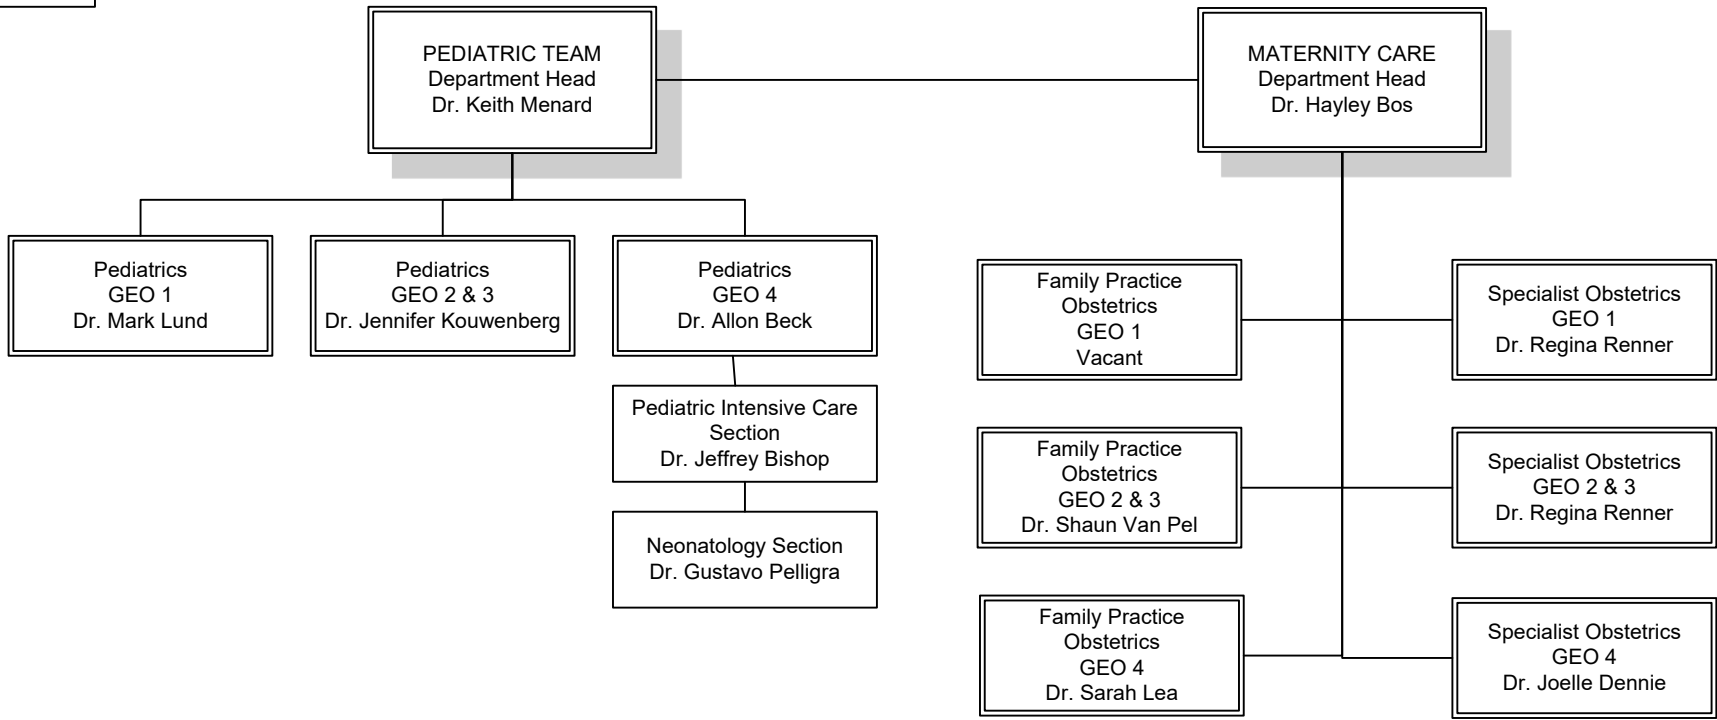 PEDIATRIC TEAM
Department Head
Dr. Keith Menard
MATERNITY CARE
Department Head
Dr. Hayley Bos
Pediatrics
GEO 1
Dr. Mark Lund
Pediatrics
GEO 2 & 3
Dr. Jennifer Kouwenberg
Pediatrics
GEO 4
Dr. Allon Beck
Pediatric Intensive Care
Section
Dr. Jeffrey Bishop
Neonatology Section
Dr. Gustavo Pelligra
Family Practice
Obstetrics
GEO 1
Vacant
Specialist Obstetrics
GEO 1
Dr. Regina Renner
Family Practice
Obstetrics
GEO 2 & 3
Dr. Shaun Van Pel
Specialist Obstetrics
GEO 2 & 3
Dr. Regina Renner
Family Practice
Obstetrics
GEO 4
Dr. Sarah Lea
Specialist Obstetrics
GEO 4
Dr. Joelle Dennie